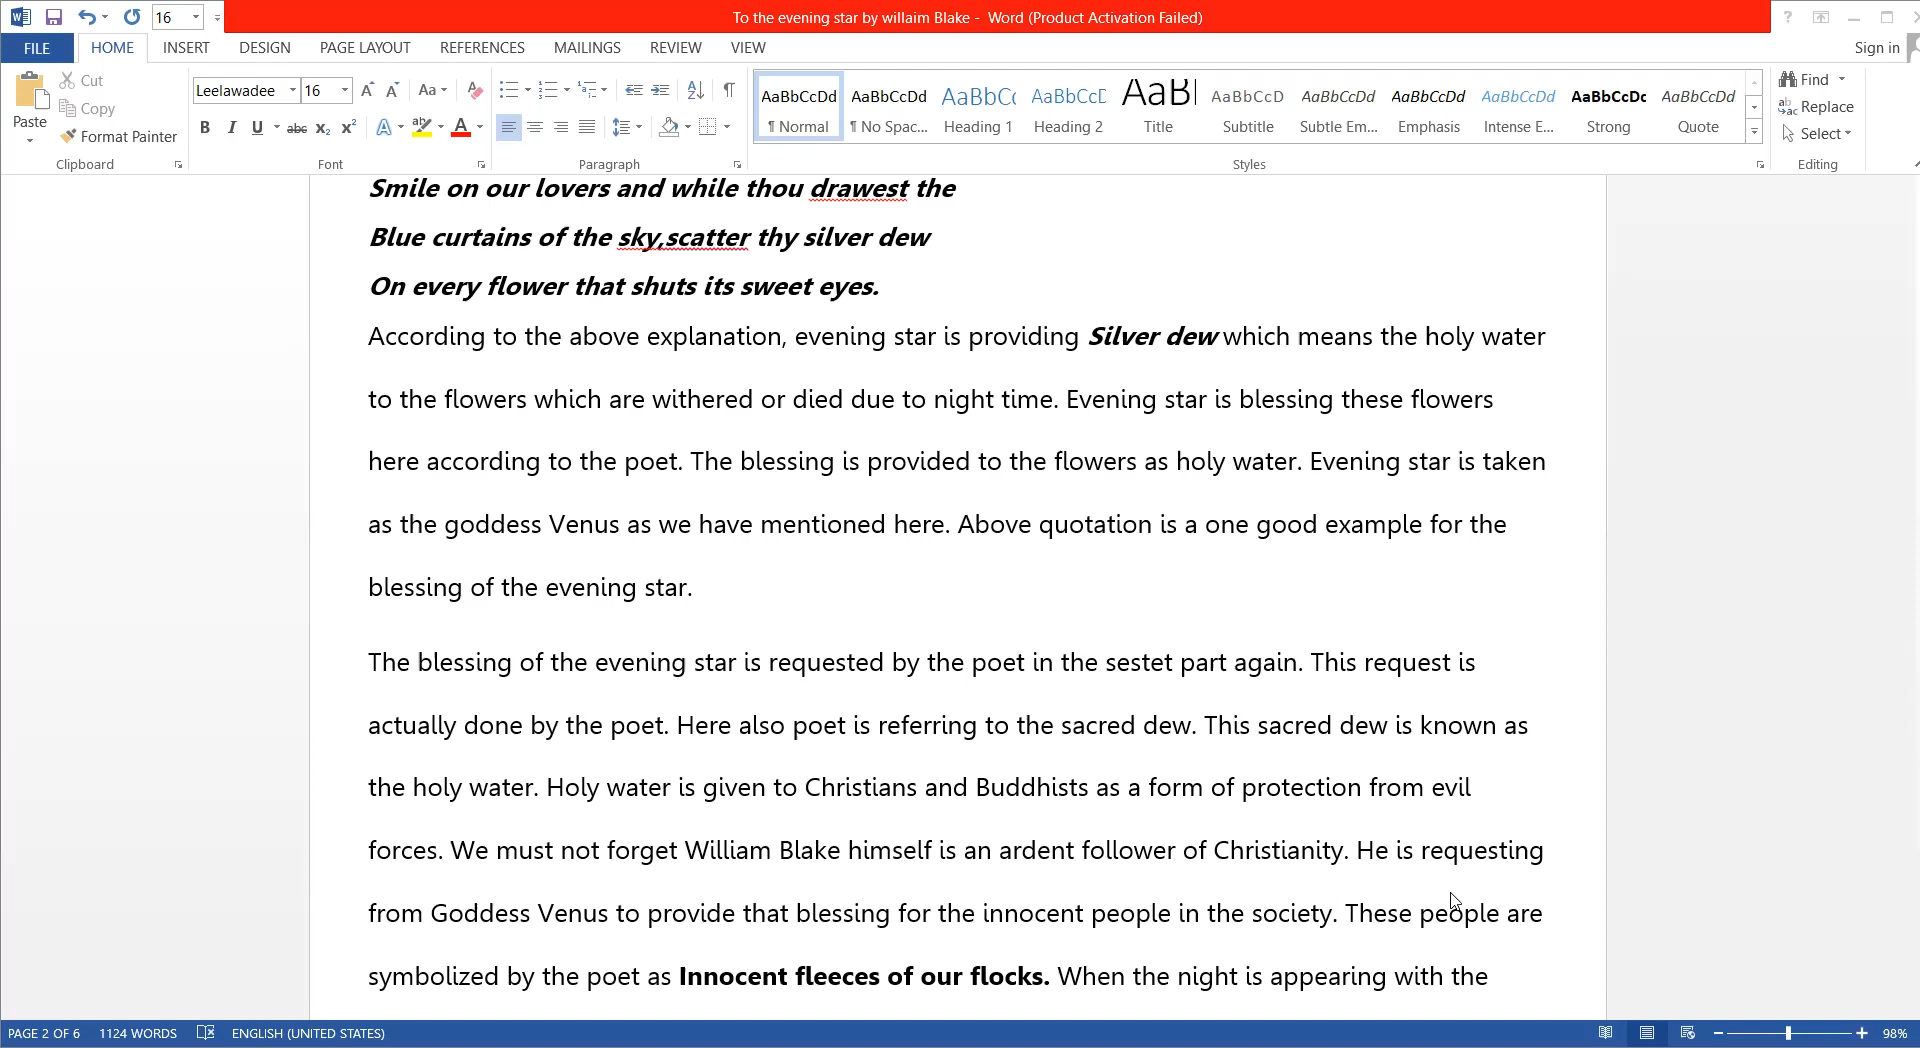 16
To the evening star by willaim Blake - Word (Product Activation Failed)
?
FILE HOME INSERT DESIGN PAGE LAYOUT REFERENCES MAILINGS REVIEW VIEW
Sign in
Paste
Cut
Copy
Format Painter
Clipboard
Leelawadee 16
Aa
B I U abc x₂ x²
A A
Font
Paragraph
AaBbCcDd AaBbCcDd AaBbCc AaBbCcD AaBb AaBbCcD AaBbCcDd AaBbCcDd AaBbCcDd AaBbCcDc AaBbCcDd
¶ Normal ¶ No Spac... Heading 1 Heading 2 Title Subtitle Subtle Em... Emphasis Intense E... Strong Quote
Styles
Find
Replace
Select
Editing
Smile on our lovers and while thou drawest the
Blue curtains of the sky,scatter thy silver dew
On every flower that shuts its sweet eyes.
According to the above explanation, evening star is providing Silver dew which means the holy water
to the flowers which are withered or died due to night time. Evening star is blessing these flowers
here according to the poet. The blessing is provided to the flowers as holy water. Evening star is taken
as the goddess Venus as we have mentioned here. Above quotation is a one good example for the
blessing of the evening star.
The blessing of the evening star is requested by the poet in the sestet part again. This request is
actually done by the poet. Here also poet is referring to the sacred dew. This sacred dew is known as
the holy water. Holy water is given to Christians and Buddhists as a form of protection from evil
forces. We must not forget William Blake himself is an ardent follower of Christianity. He is requesting
from Goddess Venus to provide that blessing for the innocent people in the society. These people are
symbolized by the poet as Innocent fleeces of our flocks. When the night is appearing with the
PAGE 2 OF 6 1124 WORDS ENGLISH (UNITED STATES) 98%